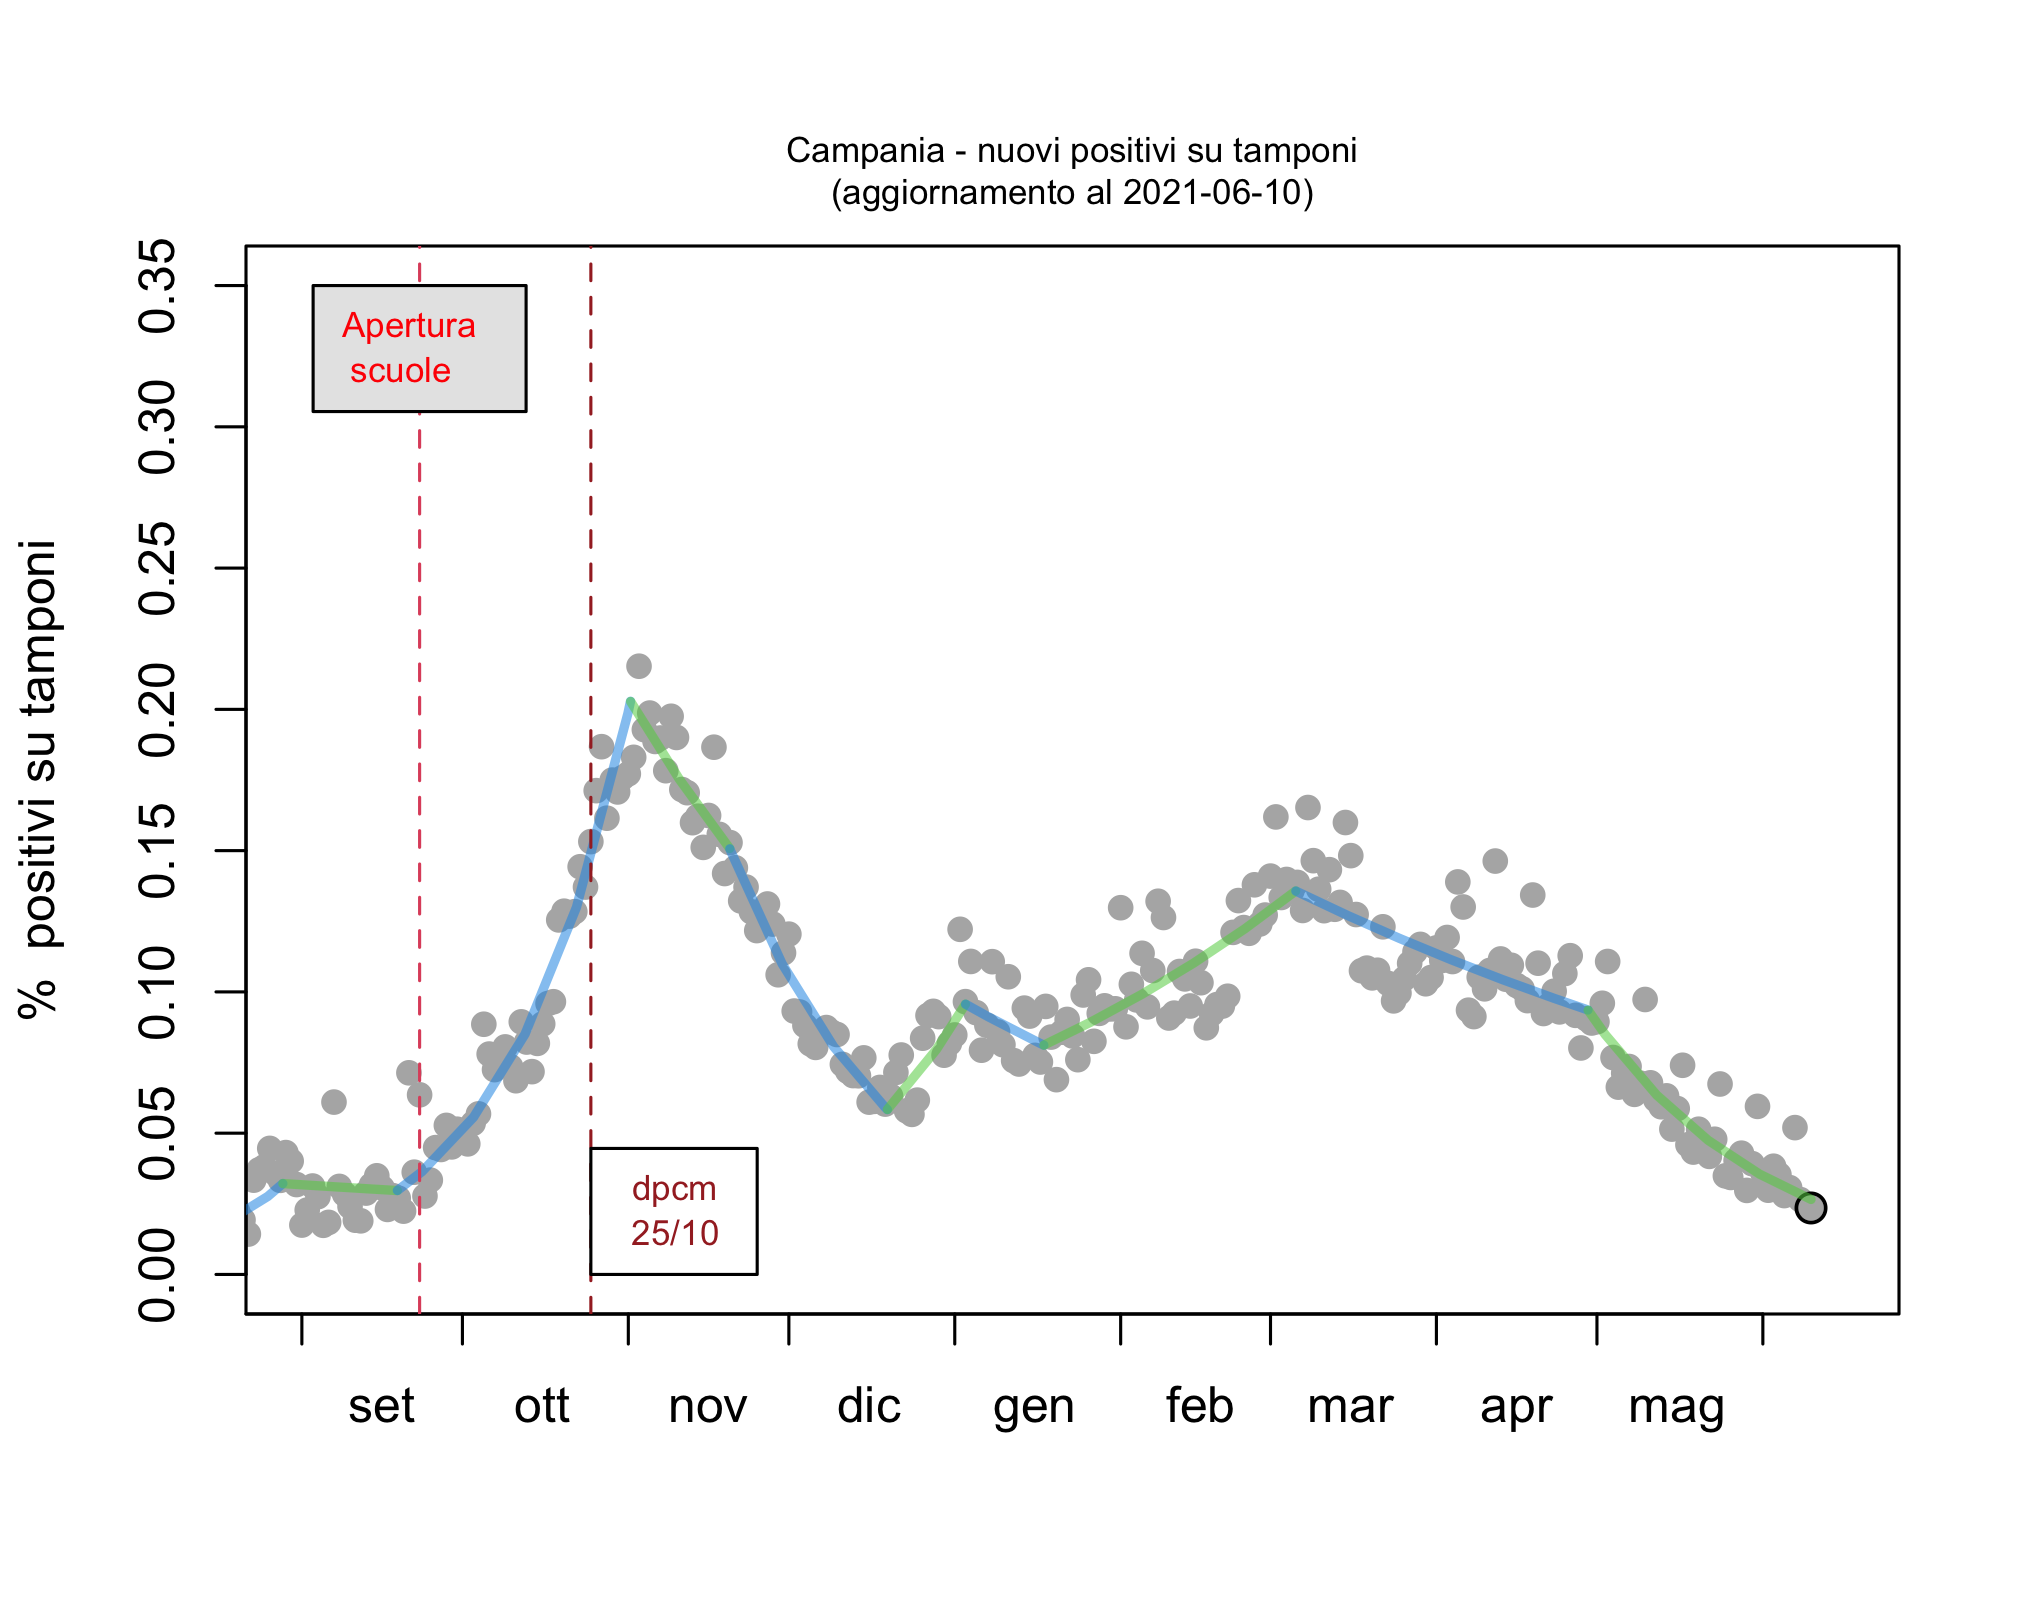 Campania - nuovi positivi su tamponi
(aggiornamento al 2021-06-10)
% positivi su tamponi
0.35
0.30
0.25
0.20
0.15
0.10
0.05
0.00
Apertura
scuole
dpcm
25/10
set ott nov dic gen feb mar apr mag